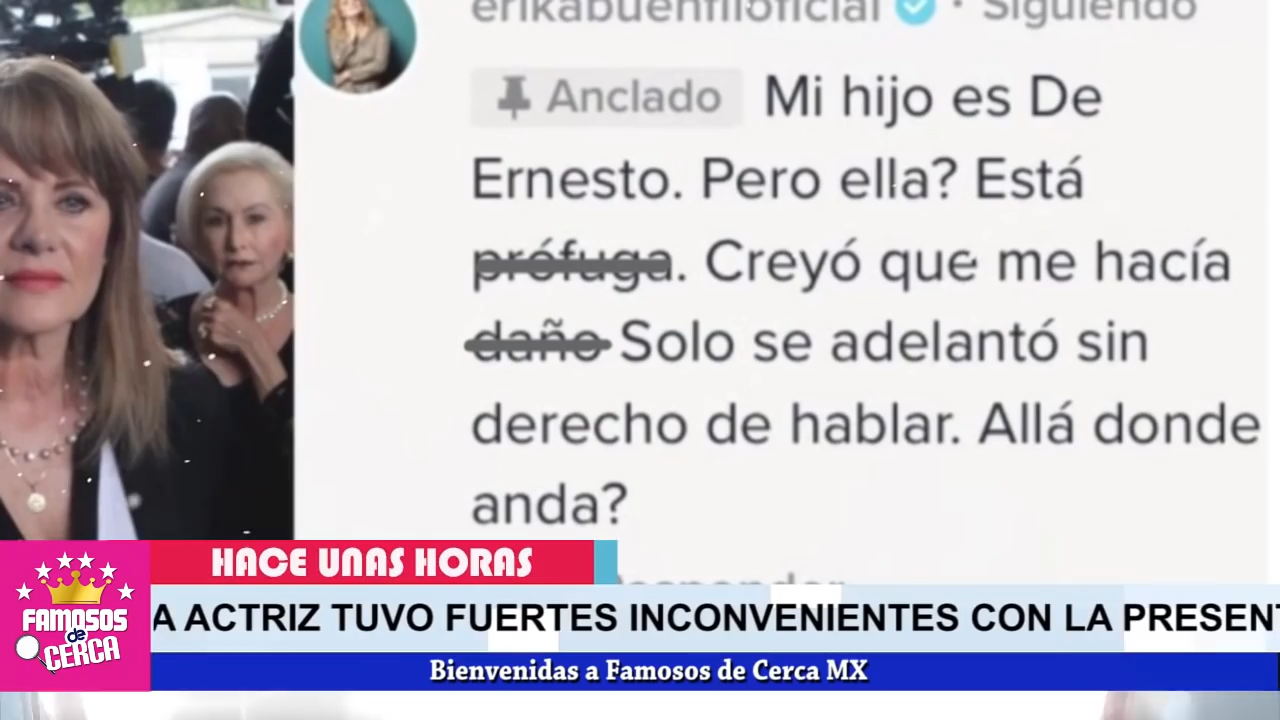 erikabuenfiloficial · Siguiendo
Anclado Mi hijo es De
Ernesto. Pero ella? Está
prófuga. Creyó que me hacía
daño Solo se adelantó sin
derecho de hablar. Allá donde
anda?
Responder
HACE UNAS HORAS
FAMOSOS
de
CERCA
A ACTRIZ TUVO FUERTES INCONVENIENTES CON LA PRESENT
Bienvenidas a Famosos de Cerca MX